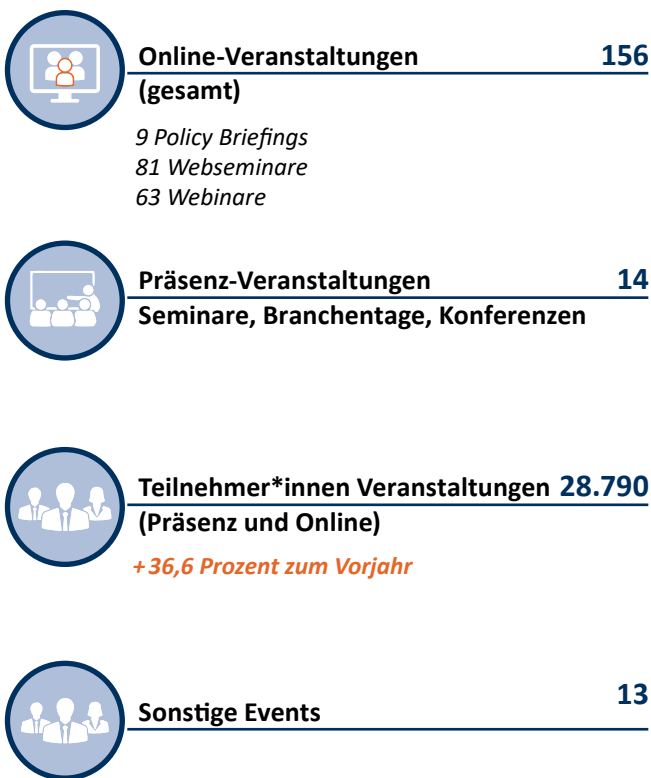 Online-Veranstaltungen 156
(gesamt)
9 Policy Briefings
81 Webseminare
63 Webinare
Präsenz-Veranstaltungen 14
Seminare, Branchentage, Konferenzen
Teilnehmer*innen Veranstaltungen 28.790
(Präsenz und Online)
+ 36,6 Prozent zum Vorjahr
Sonstige Events 13